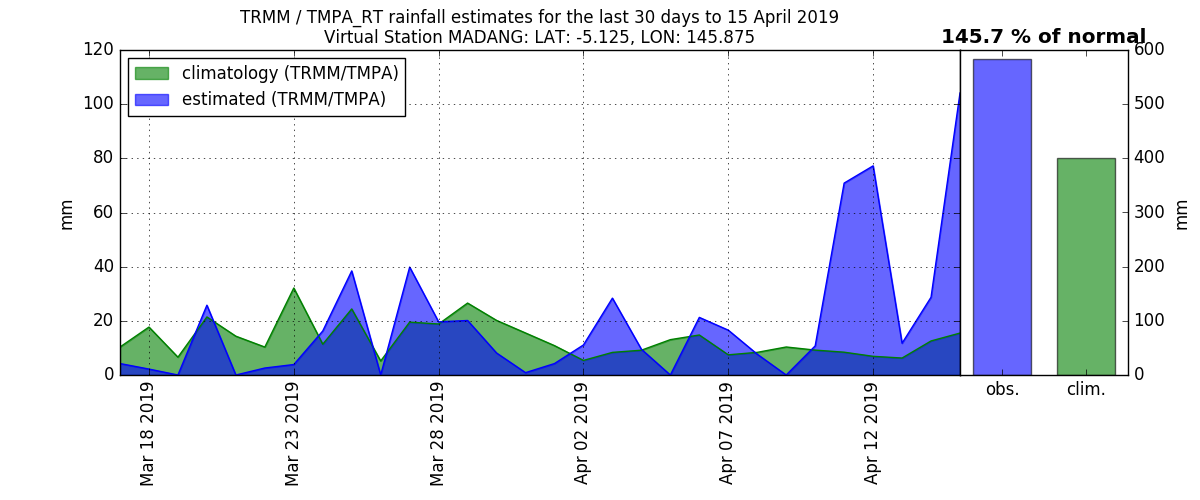 TRMM / TMPA_RT rainfall estimates for the last 30 days to 15 April 2019
Virtual Station MADANG: LAT: -5.125, LON: 145.875
145.7 % of normal
climatology (TRMM/TMPA)
estimated (TRMM/TMPA)
mm
120
100
80
60
40
20
0
Mar 18 2019
Mar 23 2019
Mar 28 2019
Apr 02 2019
Apr 07 2019
Apr 12 2019
obs.
clim.
600
500
400
300
200
100
0
mm